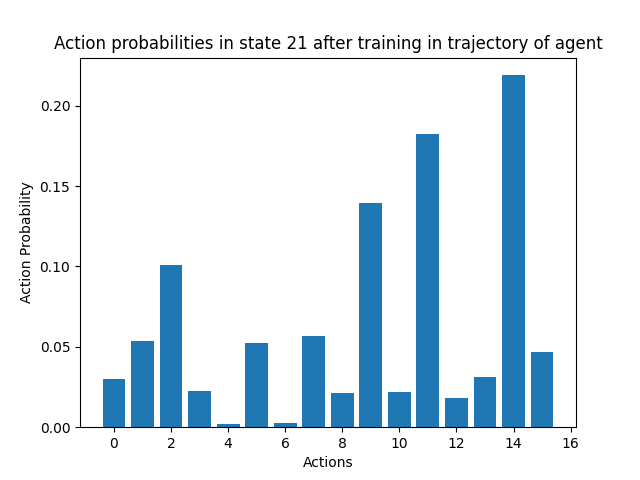 Action probabilities in state 21 after training in trajectory of agent
0.20
0.15
0.10
0.05
0.00
Action Probability
0 2 4 6 8 10 12 14 16
Actions